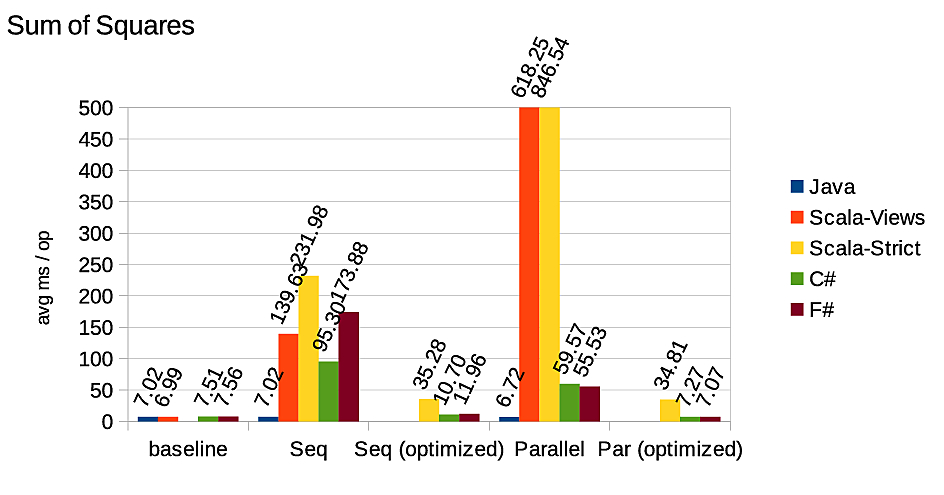 Sum of Squares
618.25
846.54
500
450
400
350
300
250
200
150
100
50
0
avg ms / op
7.02
6.99
7.51
7.56
7.02
139.63
231.98
95.30
173.88
35.28
10.70
11.96
6.72
59.57
55.53
34.81
7.27
7.07
baseline
Seq
Seq (optimized)
Parallel
Par (optimized)
Java
Scala-Views
Scala-Strict
C#
F#